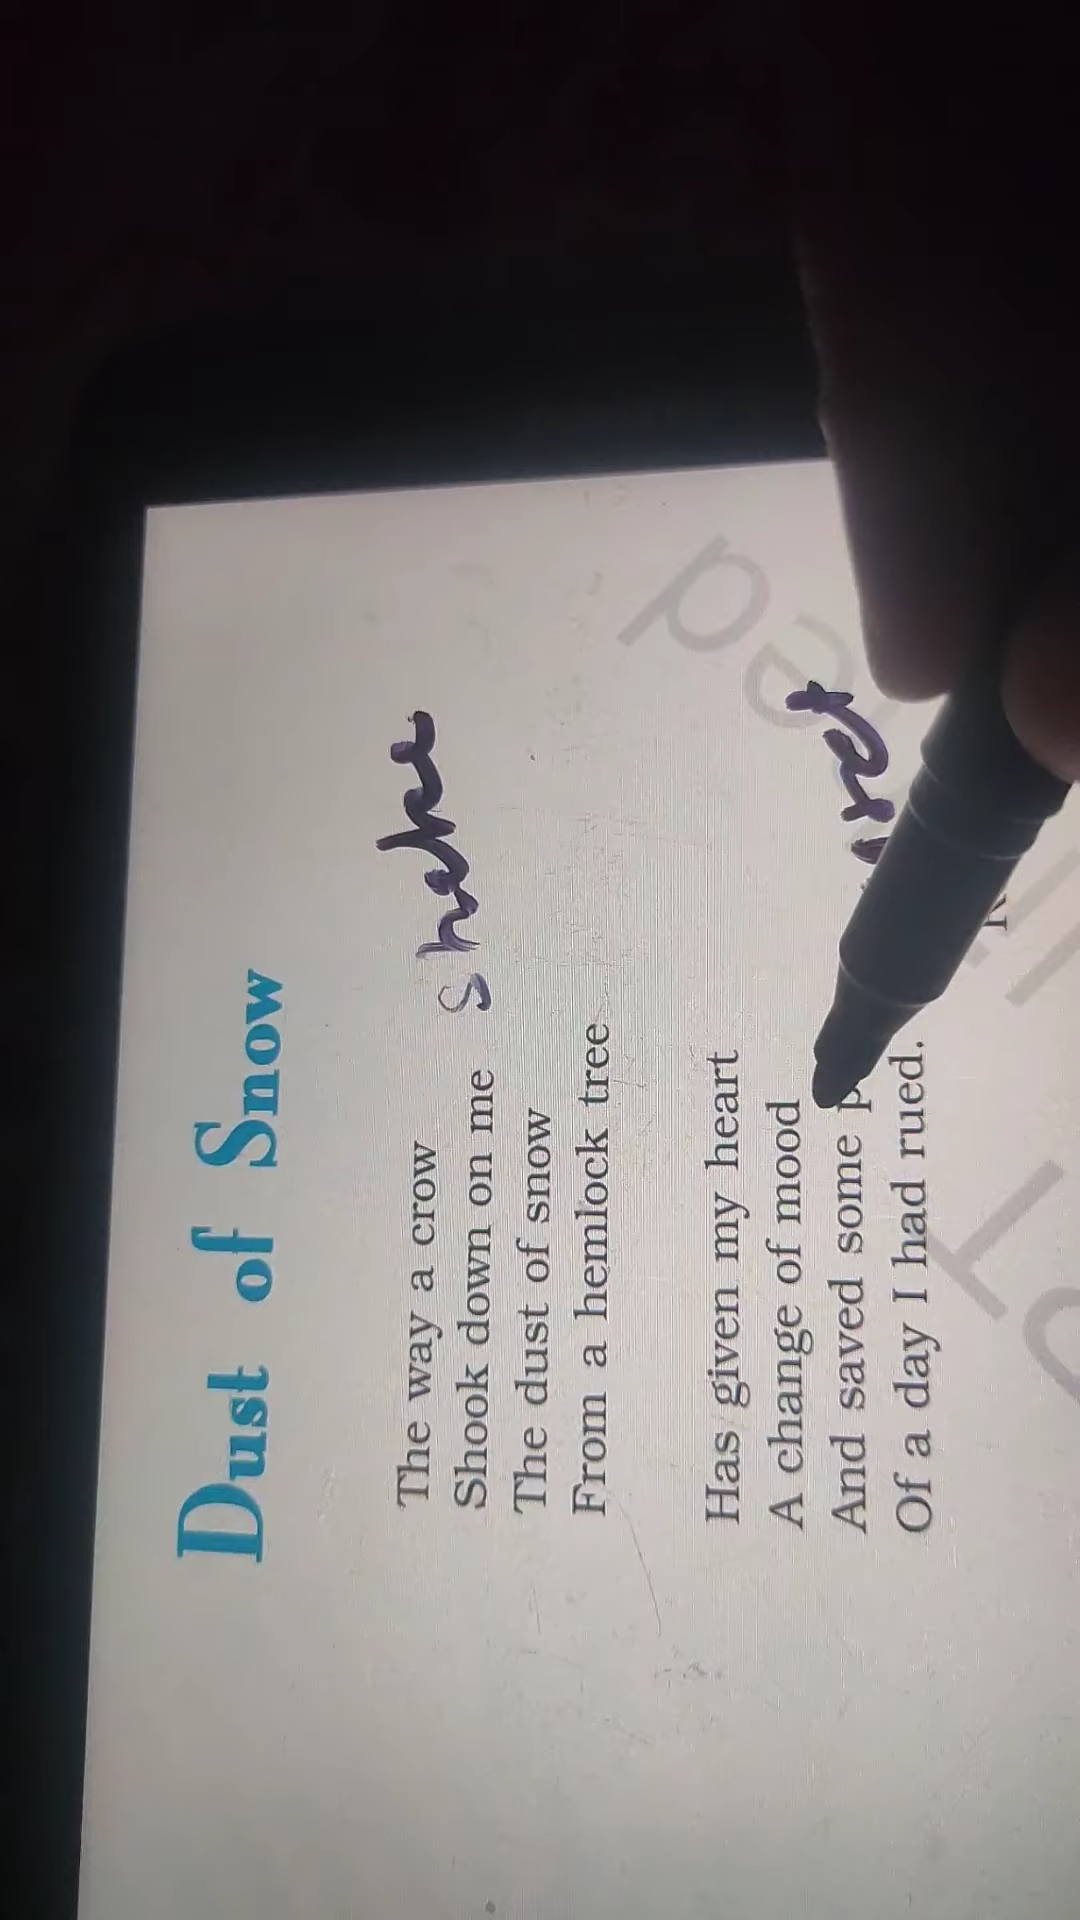 Dust of Snow
The way a crow
Shook down on me
Shake
The dust of snow
From a hemlock tree
Has given my heart
A change of mood
And saved some
Of a day I had rued.